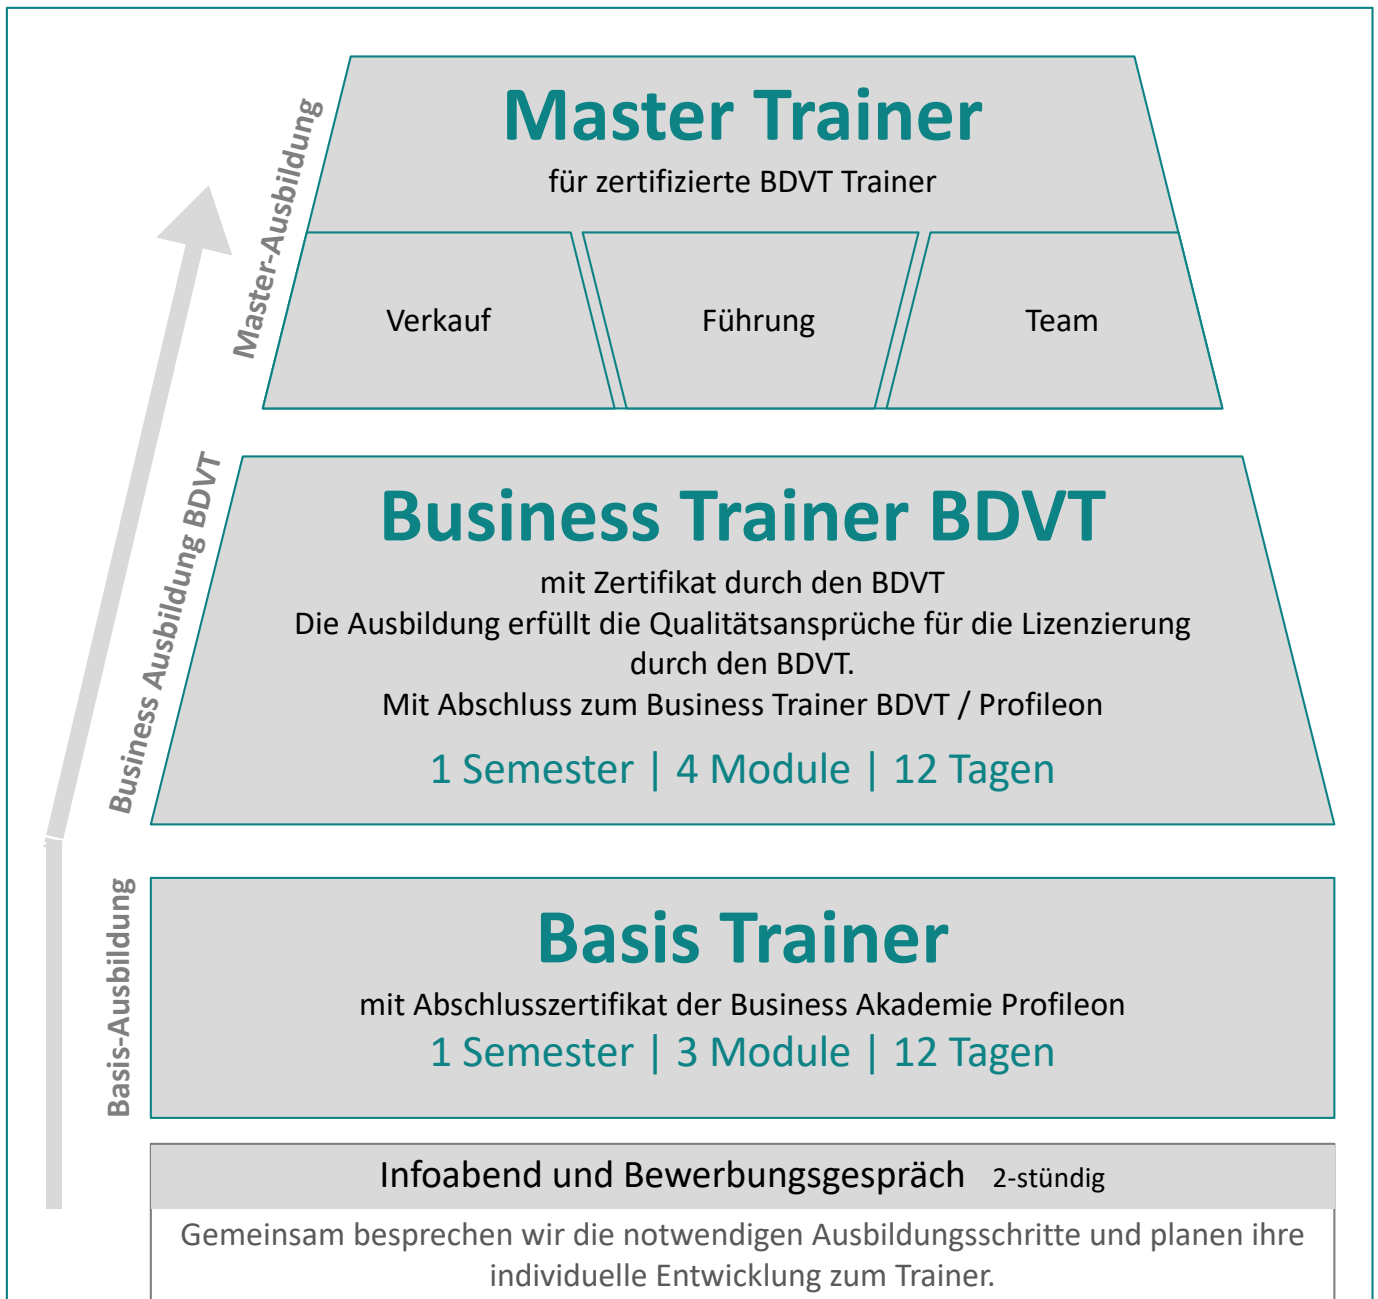 Master-Ausbildung
Master Trainer
für zertifizierte BDVT Trainer
Verkauf
Führung
Team
Business Ausbildung BDVT
Business Trainer BDVT
mit Zertifikat durch den BDVT
Die Ausbildung erfüllt die Qualitätsansprüche für die Lizenzierung
durch den BDVT.
Mit Abschluss zum Business Trainer BDVT / Profileon
1 Semester | 4 Module | 12 Tagen
Basis-Ausbildung
Basis Trainer
mit Abschlusszertifikat der Business Akademie Profileon
1 Semester | 3 Module | 12 Tagen
Infoabend und Bewerbungsgespräch 2-stündig
Gemeinsam besprechen wir die notwendigen Ausbildungsschritte und planen ihre
individuelle Entwicklung zum Trainer.